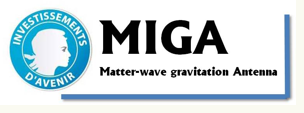 INVESTISSEMENTS
D'AVENIR
MIGA
Matter-wave gravitation Antenna